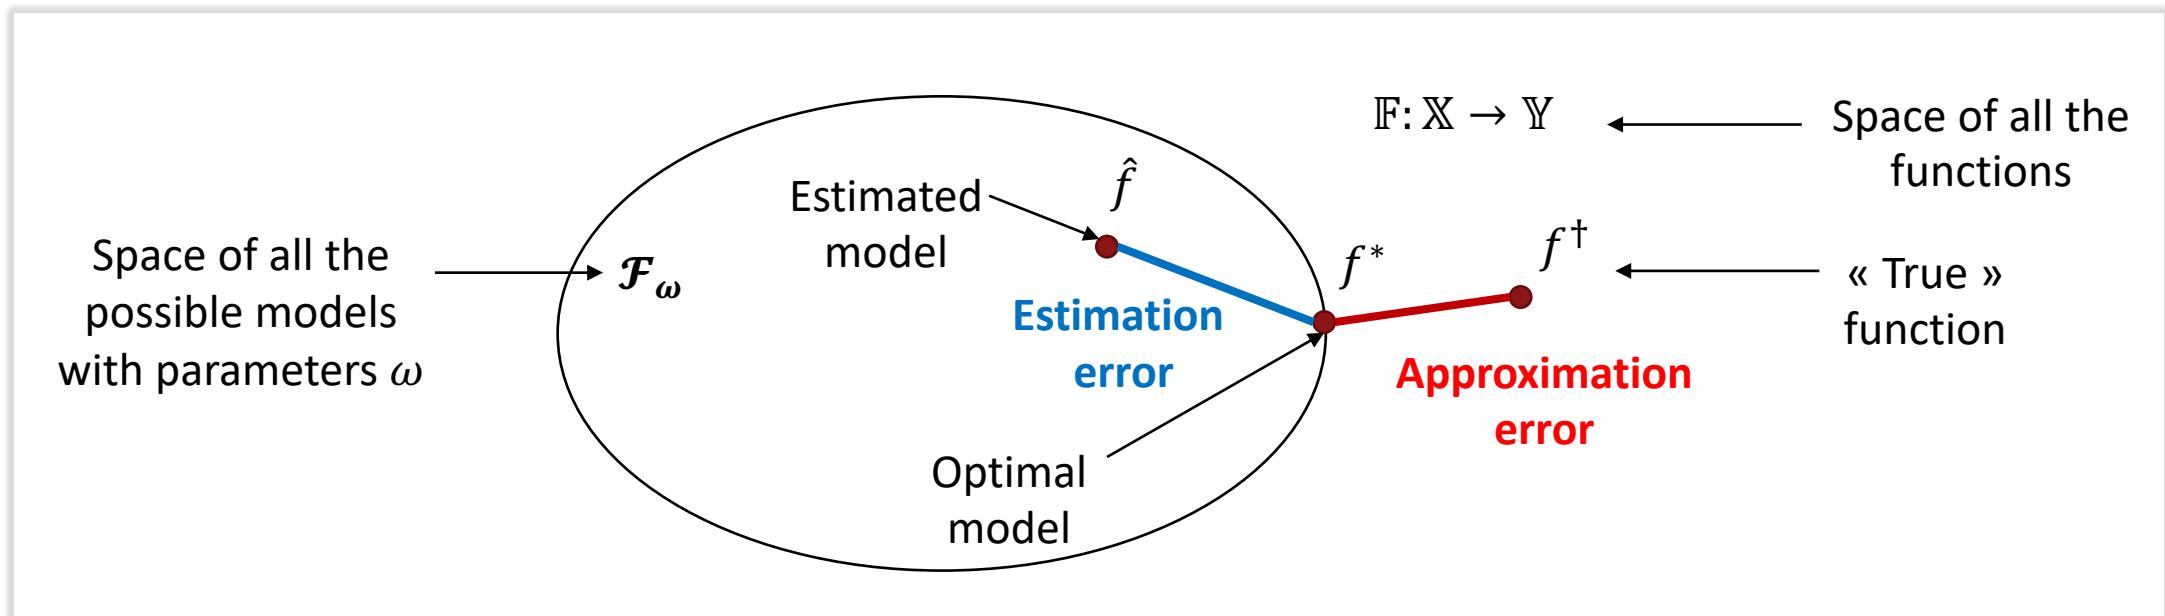 Space of all the
possible models
with parameters ω
𝓕ω
Estimated
model
f̂
Estimation
error
Optimal
model
f*
f†
Approximation
error
𝔽: 𝕏 → 𝕐
Space of all the
functions
« True »
function